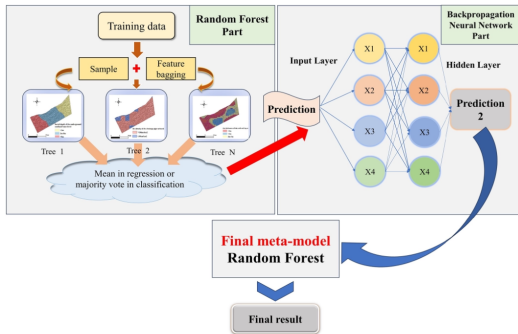 Training data
Random Forest
Part
Sample
Feature
bagging
Tree 1
Tree 2
Tree N
Mean in regression or
majority vote in classification
Backpropagation
Neural Network
Part
Input Layer
Hidden Layer
Prediction
X1
X1
X2
X2
X3
X3
X4
X4
Prediction
2
Final meta-model
Random Forest
Final result